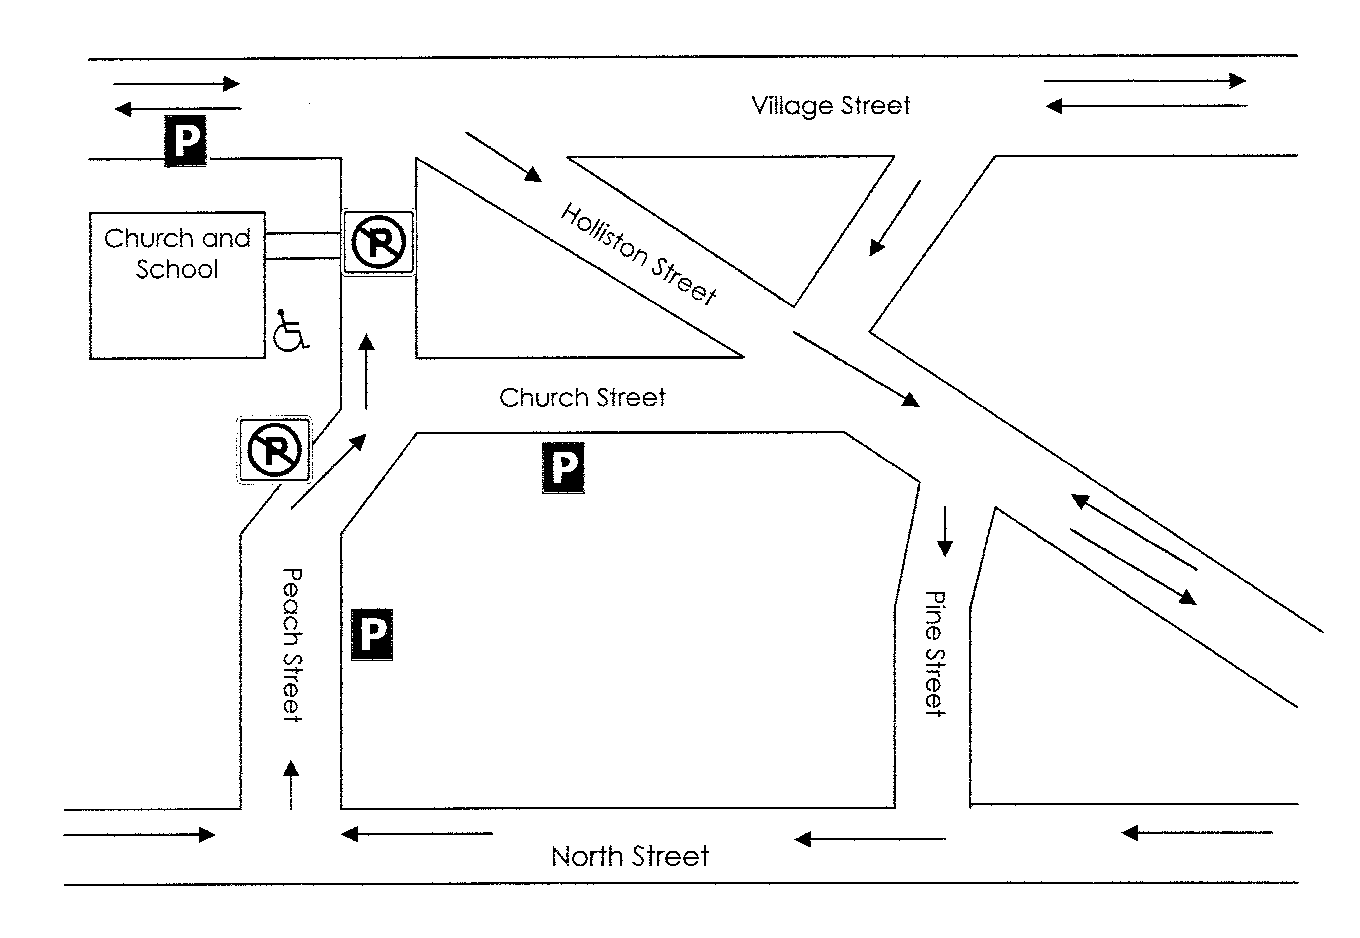 Village Street
P
Church and
School
P
Holliston Street
Church Street
P
P
Peach Street
P
Pine Street
North Street